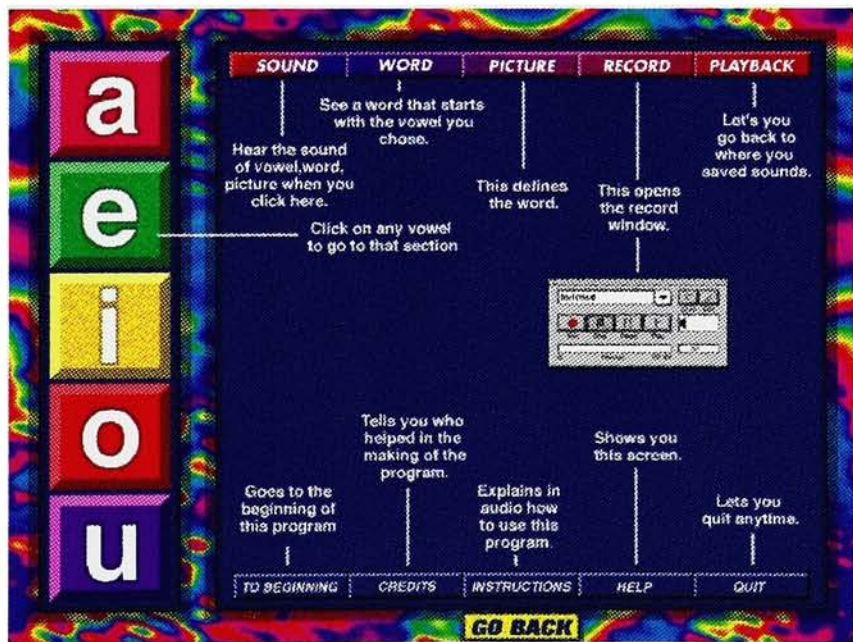 a
e
i
o
u
SOUND WORD PICTURE RECORD PLAYBACK
See a word that starts
with the vowel you
chose.
Hear the sound
of vowel,word,
picture when you
click here.
This defines
the word.
This opens
the record
window.
Let's you
go back to
where you
saved sounds.
Click on any vowel
to go to that section
Goes to the
beginning of
this program
Tells you who
helped in the
making of the
program.
Explains in
audio how
to use this
program.
Shows you
this screen.
Lets you
quit anytime.
TO BEGINNING CREDITS INSTRUCTIONS HELP QUIT
GO BACK